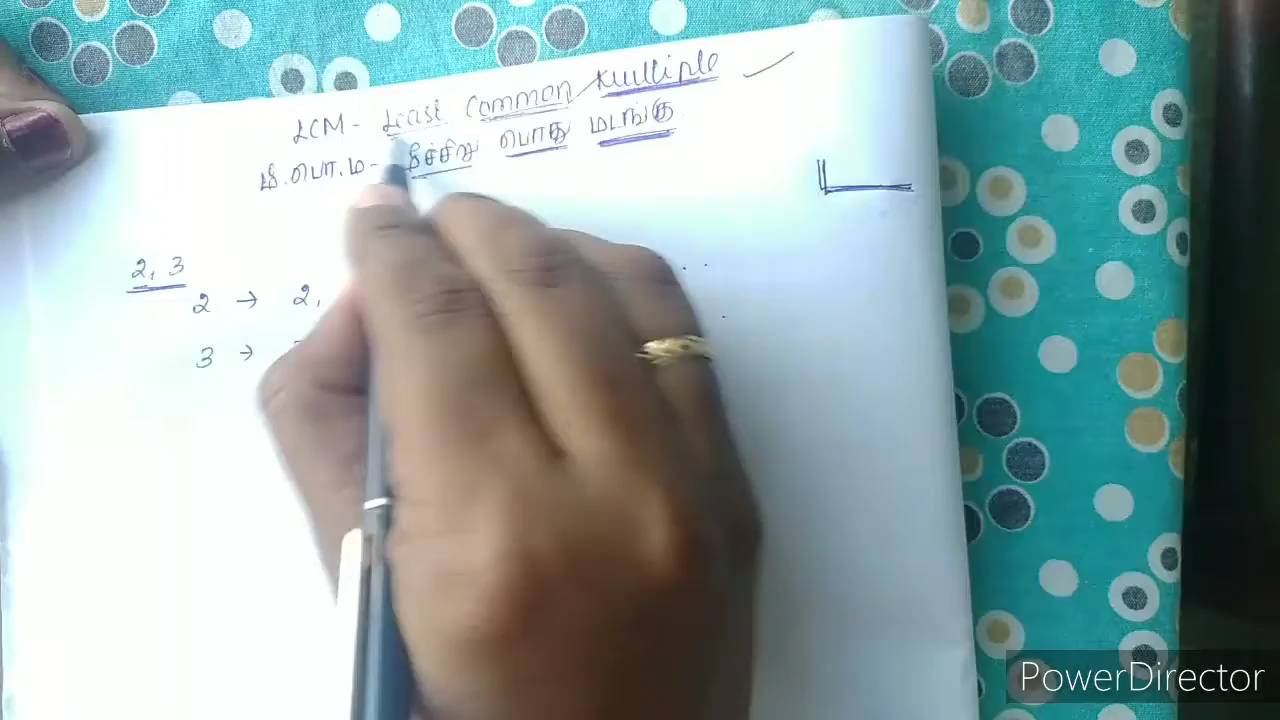 LCM - Least Common Multiple
மீ.பொ.ம - மீச்சிறு பொது மடங்கு
2, 3
2 → 2,
3 →
PowerDirector